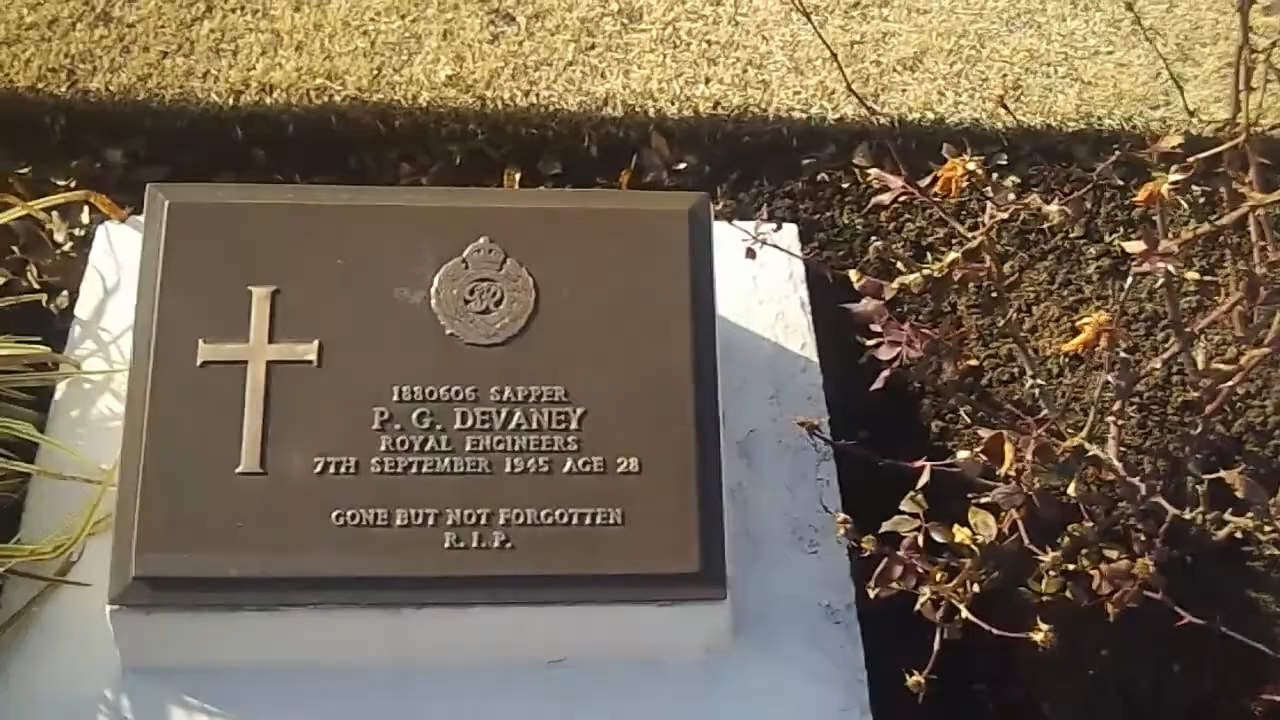 1880606 SAPPER
P. G. DEVANEY
ROYAL ENGINEERS
7TH SEPTEMBER 1945 AGE 28
GONE BUT NOT FORGOTTEN
R. I. P.